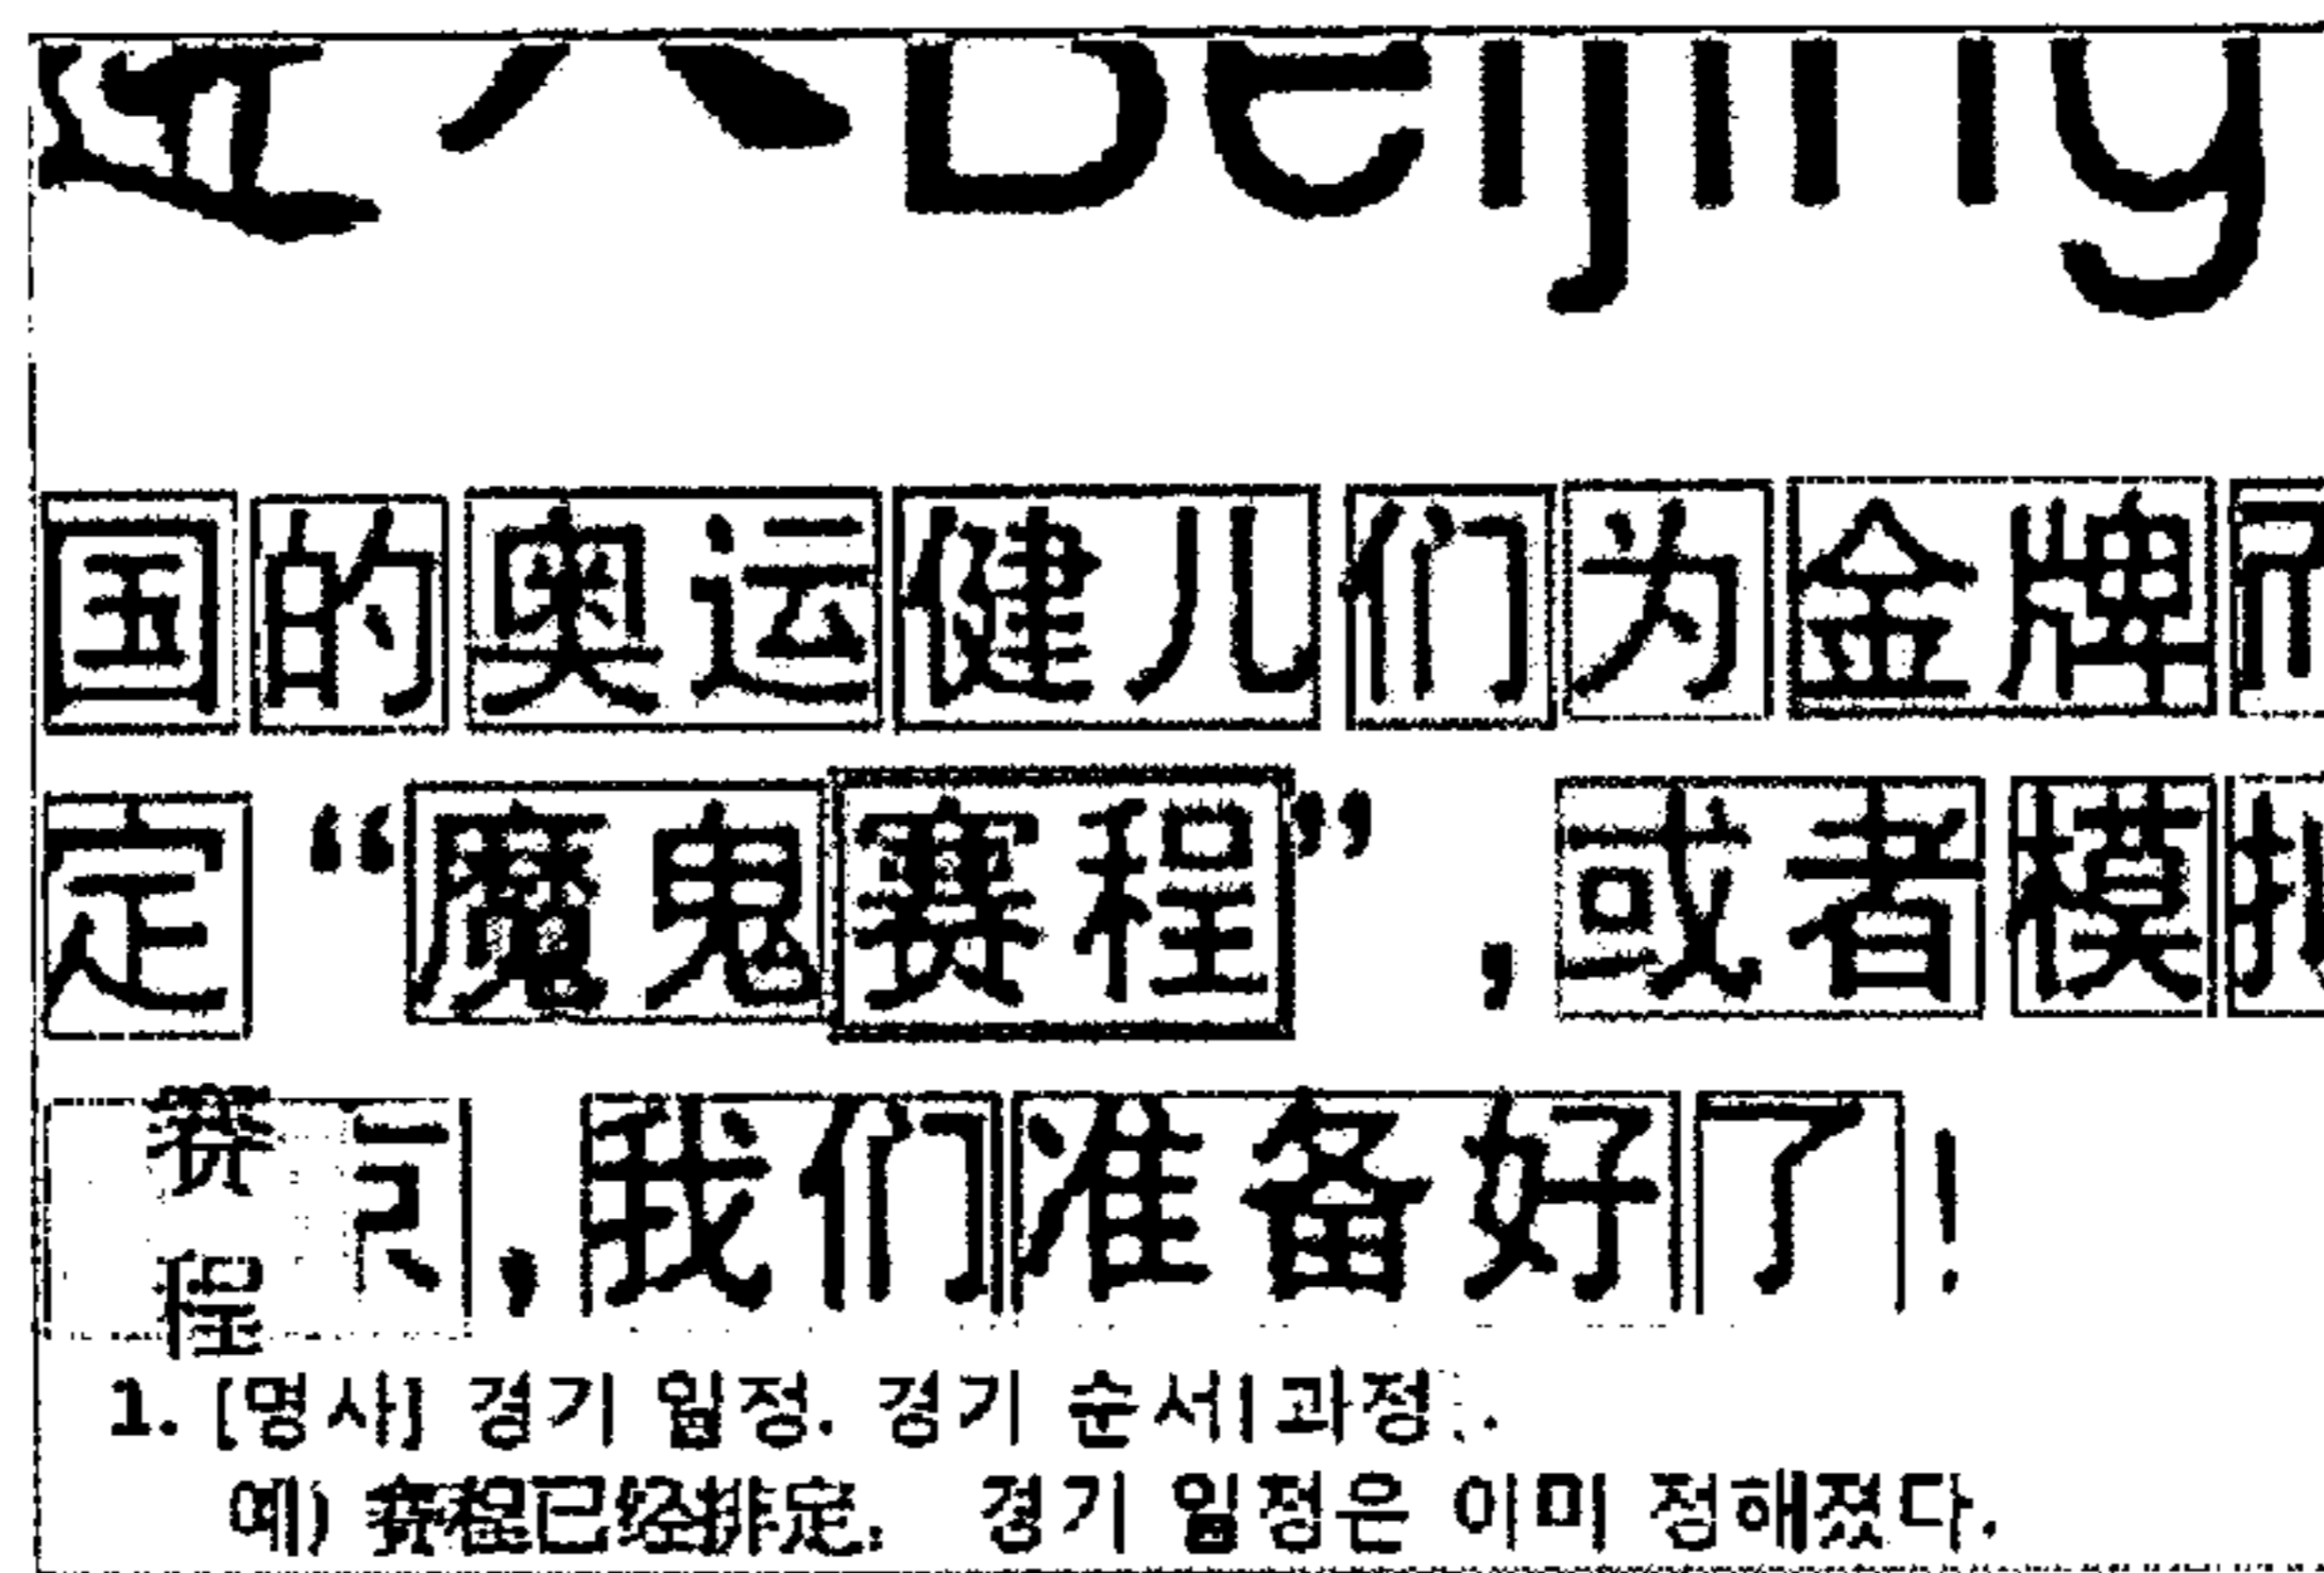 Beijing
国的奥运健儿们为金牌而
定“魔鬼赛程”，或者模拟
赛
程
，我们准备好了！
1. [명사] 경기 일정. 경기 순서|과정.
예) 赛程已经排定. 경기 일정은 이미 정해졌다.